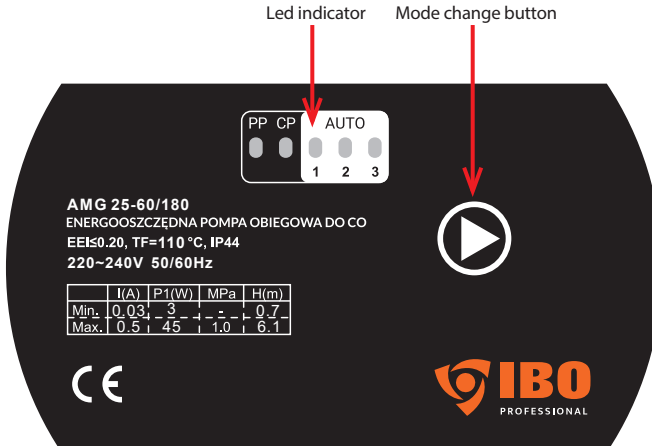 Led indicator Mode change button
PP CP AUTO
1 2 3
AMG 25-60/180
ENERGOOSZCZĘDNA POMPA OBIEGOWA DO CO
EEI≤0.20, TF=110 °C, IP44
220~240V 50/60Hz
I(A) P1(W) MPa H(m)
Min. 0.03 3 - 0.7
Max. 0.5 45 1.0 6.1
CE
IBO
PROFESSIONAL